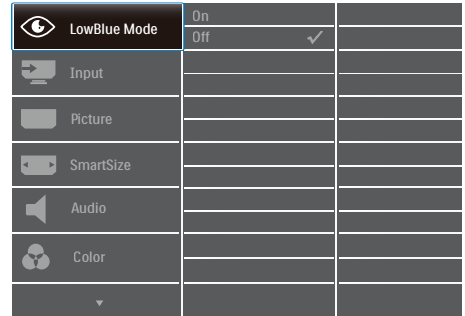 LowBlue Mode
On
Off
Input
Picture
SmartSize
Audio
Color